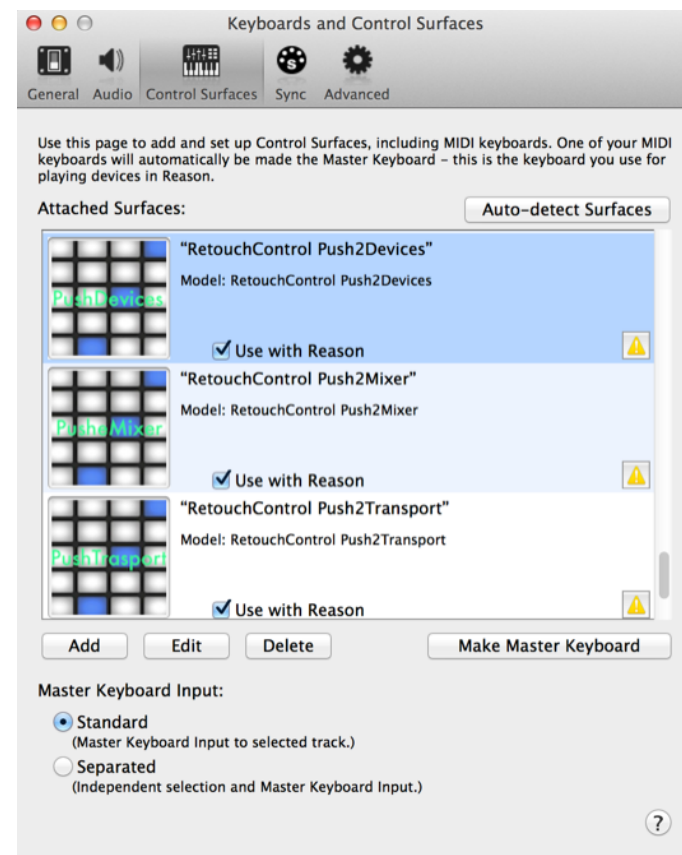 Keyboards and Control Surfaces
General Audio Control Surfaces Sync Advanced
Use this page to add and set up Control Surfaces, including MIDI keyboards. One of your MIDI
keyboards will automatically be made the Master Keyboard – this is the keyboard you use for
playing devices in Reason.
Attached Surfaces:
Auto-detect Surfaces
PushDevices
“RetouchControl Push2Devices”
Model: RetouchControl Push2Devices
Use with Reason
PusheMixer
“RetouchControl Push2Mixer”
Model: RetouchControl Push2Mixer
Use with Reason
PushTrasport
“RetouchControl Push2Transport”
Model: RetouchControl Push2Transport
Use with Reason
Add Edit Delete Make Master Keyboard
Master Keyboard Input:
Standard
(Master Keyboard Input to selected track.)
Separated
(Independent selection and Master Keyboard Input.)
?